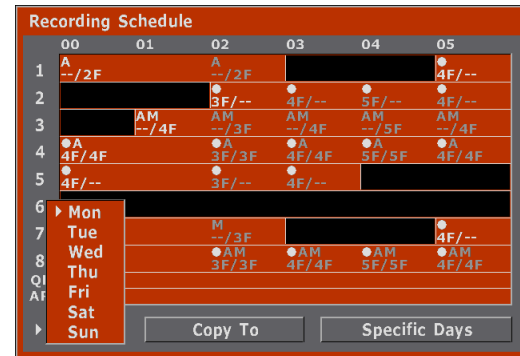 Recording Schedule
00 01 02 03 04 05
1 A A
--/2F --/2F 4F/--
2 3F/-- 4F/-- 5F/-- 4F/--
3 AM AM AM AM AM
--/4F --/3F --/4F --/5F --/4F
4 A A A A A
4F/4F 3F/3F 4F/4F 5F/5F 4F/4F
5 4F/-- 3F/-- 4F/--
6 Mon
7 Tue M
--/3F 4F/--
8 Wed AM AM AM AM
Thu 3F/3F 4F/4F 5F/5F 4F/4F
Fri
Sat
Sun Copy To Specific Days